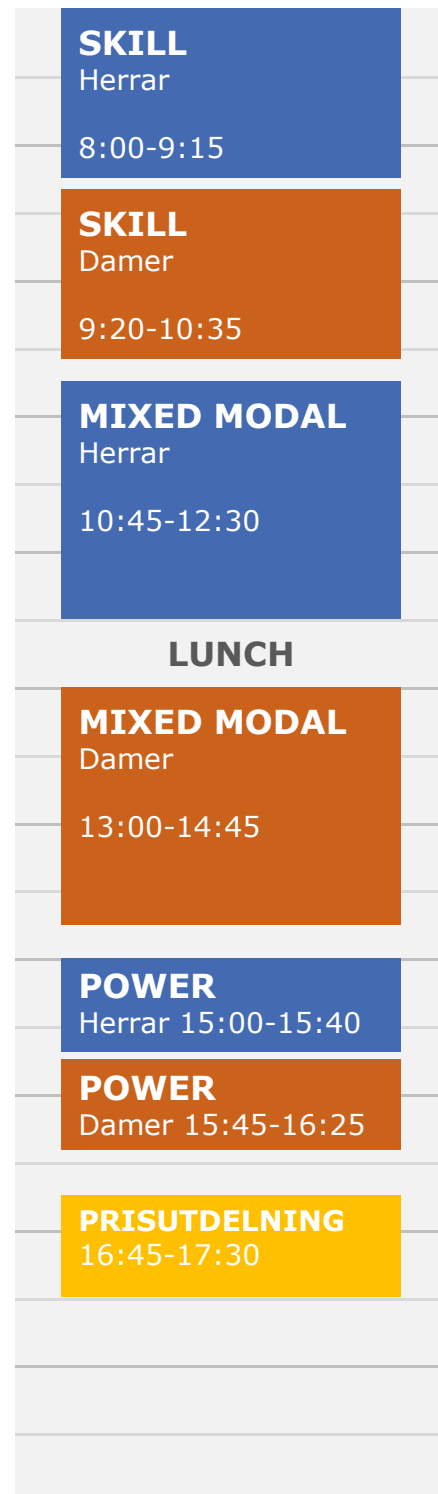 SKILL
Herrar
8:00-9:15
SKILL
Damer
9:20-10:35
MIXED MODAL
Herrar
10:45-12:30
LUNCH
MIXED MODAL
Damer
13:00-14:45
POWER
Herrar 15:00-15:40
POWER
Damer 15:45-16:25
PRISUTDELNING
16:45-17:30